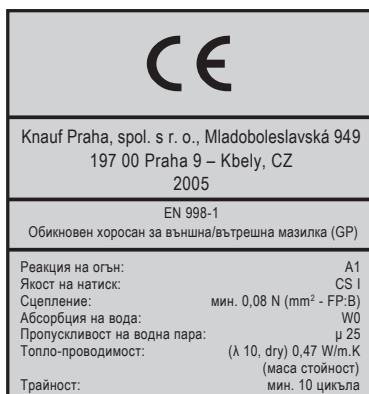 CE
Knauf Praha, spol. s r. o., Mladoboleslavská 949
197 00 Praha 9 – Kbely, CZ
2005
EN 998-1
Обикновен хоросан за външна/вътрешна мазилка (GP)
Реакция на огън: A1
Якост на натиск: CS I
Сцепление: мин. 0,08 N (mm² - FP:B)
Абсорбция на вода: W0
Пропускливост на водна пара: µ 25
Топло-проводимост: (λ 10, dry) 0,47 W/m.K
(маса стойност)
Трайност: мин. 10 цикъла